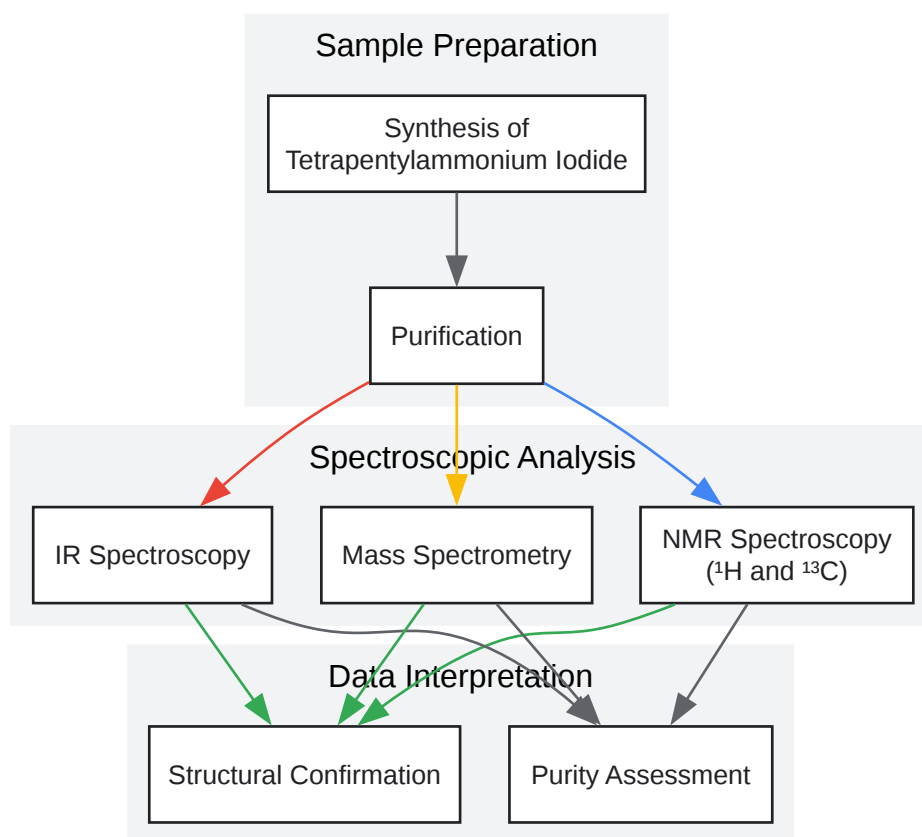 Sample Preparation
Synthesis of
Tetrapentylammonium Iodide
Purification
Spectroscopic Analysis
IR Spectroscopy
Mass Spectrometry
NMR Spectroscopy
(¹H and ¹³C)
Data Interpretation
Structural Confirmation
Purity Assessment